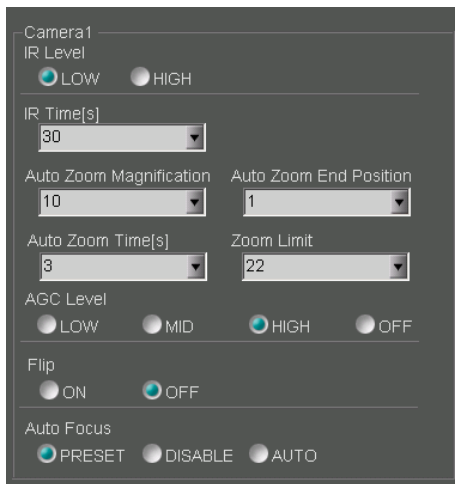 Camera1
IR Level
LOW HIGH
IR Time[s]
30
Auto Zoom Magnification Auto Zoom End Position
10 1
Auto Zoom Time[s] Zoom Limit
3 22
AGC Level
LOW MID HIGH OFF
Flip
ON OFF
Auto Focus
PRESET DISABLE AUTO